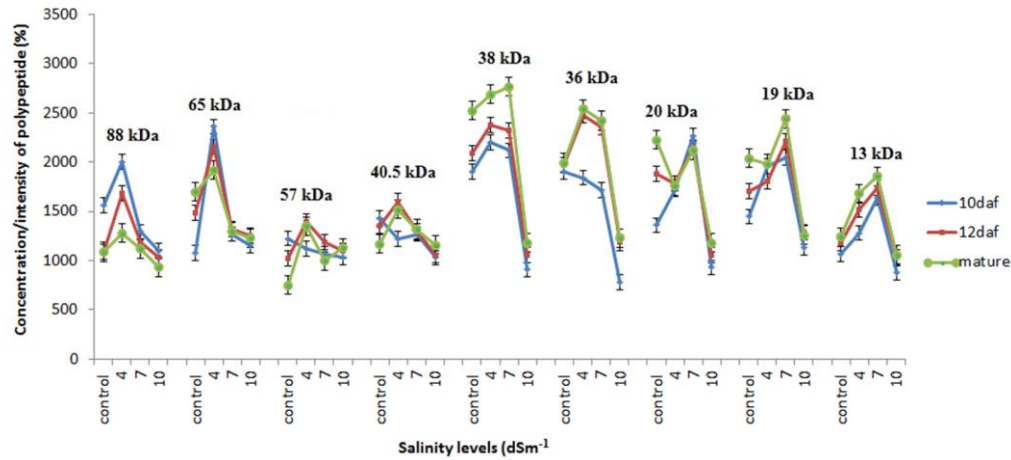 Concentration/intensity of polypeptide (%)
3500
3000
2500
2000
1500
1000
500
0
88 kDa
65 kDa
57 kDa
40.5 kDa
38 kDa
36 kDa
20 kDa
19 kDa
13 kDa
control 4 7 10 control 4 7 10 control 4 7 10 control 4 7 10 control 4 7 10 control 4 7 10 control 4 7 10 control 4 7 10 control 4 7 10
Salinity levels (dSm-1
10daf
12daf
mature